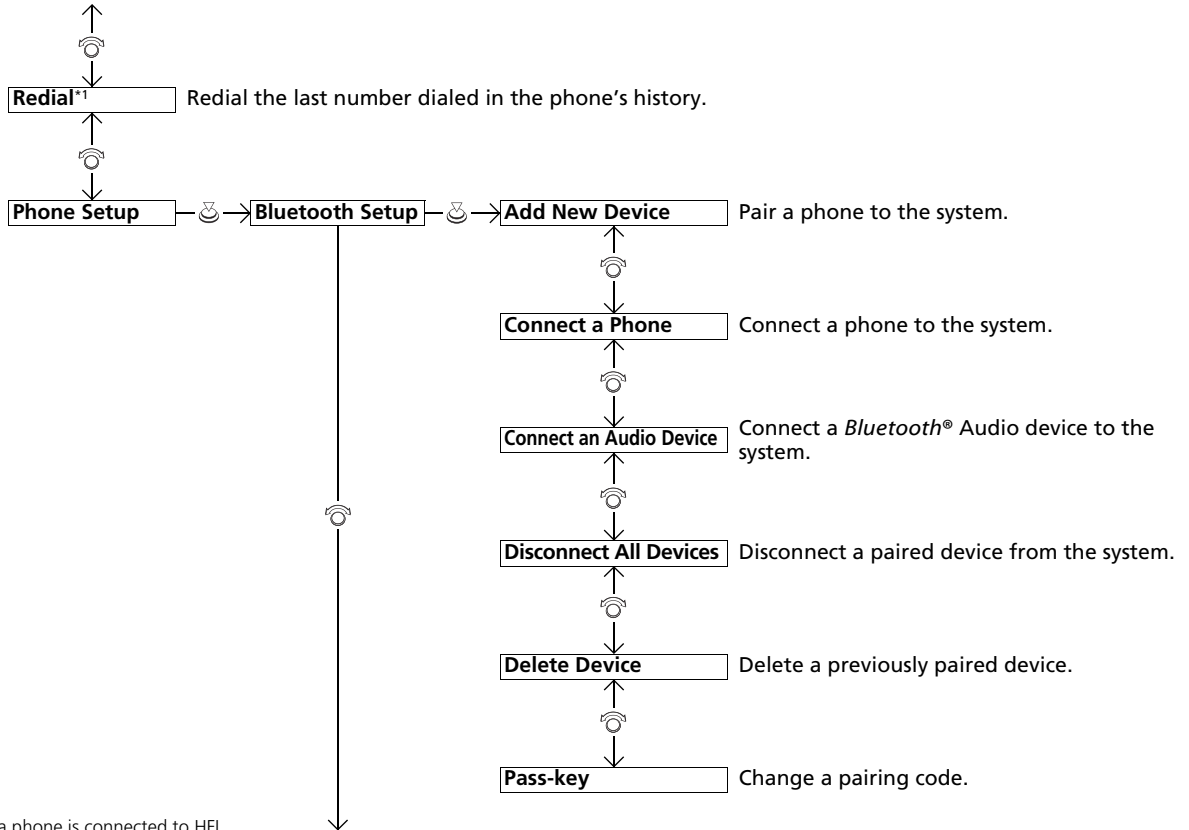 Redial*1 Redial the last number dialed in the phone's history.
Phone Setup Bluetooth Setup Add New Device Pair a phone to the system.
Connect a Phone Connect a phone to the system.
Connect an Audio Device Connect a Bluetooth® Audio device to the
system.
Disconnect All Devices Disconnect a paired device from the system.
Delete Device Delete a previously paired device.
Pass-key Change a pairing code.
a phone is connected to HFL